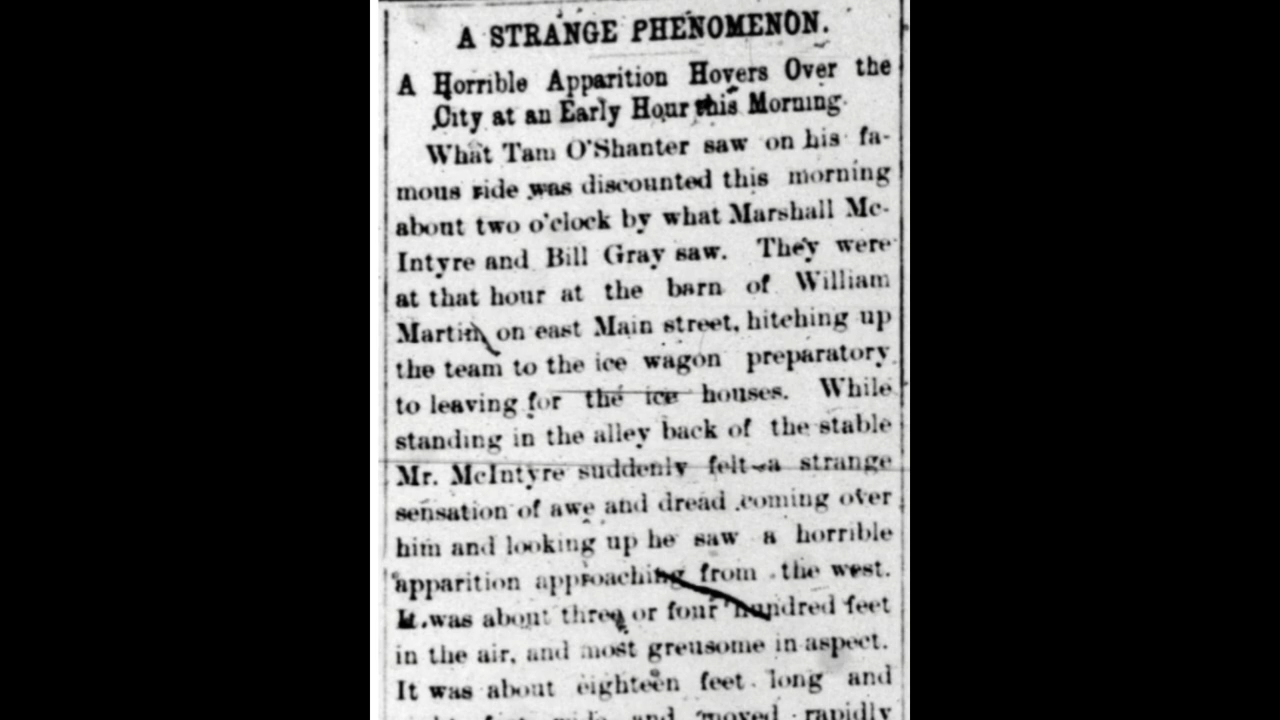 A STRANGE PHENOMENON.
A Horrible Apparition Hovers Over the
City at an Early Hour this Morning.
What Tam O'Shanter saw on his fa-
mous ride was discounted this morning
about two o'clock by what Marshall Mc-
Intyre and Bill Gray saw. They were
at that hour at the barn of William
Martin, on east Main street, hitching up
the team to the ice wagon preparatory
to leaving for the ice houses. While
standing in the alley back of the stable
Mr. McIntyre suddenly felt a strange
sensation of awe and dread coming over
him and looking up he saw a horrible
apparition approaching from the west.
It was about three or four hundred feet
in the air, and most greusome in aspect.
It was about eighteen feet long and
wide and moved rapidly